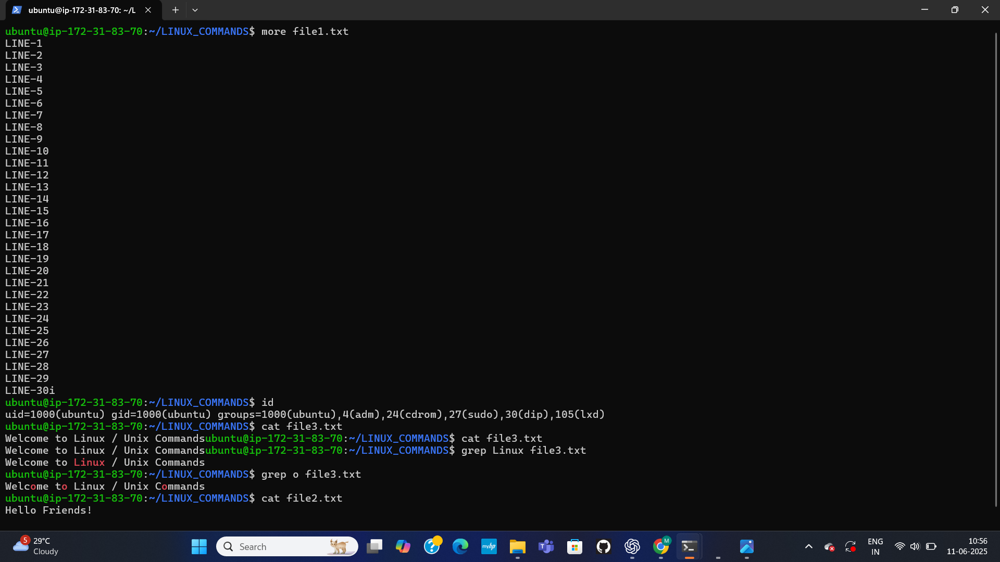 ubuntu@ip-172-31-83-70: ~/L
ubuntu@ip-172-31-83-70:~/LINUX_COMMANDS$ more file1.txt
LINE-1
LINE-2
LINE-3
LINE-4
LINE-5
LINE-6
LINE-7
LINE-8
LINE-9
LINE-10
LINE-11
LINE-12
LINE-13
LINE-14
LINE-15
LINE-16
LINE-17
LINE-18
LINE-19
LINE-20
LINE-21
LINE-22
LINE-23
LINE-24
LINE-25
LINE-26
LINE-27
LINE-28
LINE-29
LINE-30i
ubuntu@ip-172-31-83-70:~/LINUX_COMMANDS$ id
uid=1000(ubuntu) gid=1000(ubuntu) groups=1000(ubuntu),4(adm),24(cdrom),27(sudo),30(dip),105(lxd)
ubuntu@ip-172-31-83-70:~/LINUX_COMMANDS$ cat file3.txt
Welcome to Linux / Unix Commandsubuntu@ip-172-31-83-70:~/LINUX_COMMANDS$ cat file3.txt
Welcome to Linux / Unix Commandsubuntu@ip-172-31-83-70:~/LINUX_COMMANDS$ grep Linux file3.txt
Welcome to Linux / Unix Commands
ubuntu@ip-172-31-83-70:~/LINUX_COMMANDS$ grep o file3.txt
Welcome to Linux / Unix Commands
ubuntu@ip-172-31-83-70:~/LINUX_COMMANDS$ cat file2.txt
Hello Friends!
5
29°C
Cloudy
Search
myhp
T
M
ENG
IN
10:56
11-06-2025